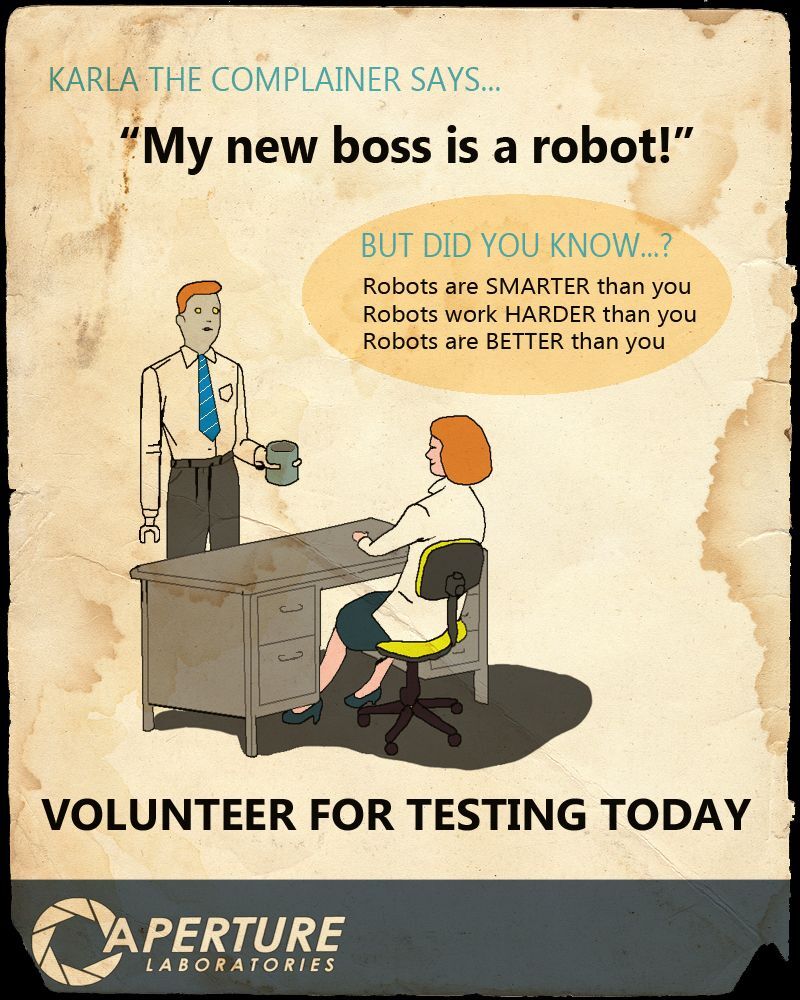 KARLA THE COMPLAINER SAYS...
“My new boss is a robot!”
BUT DID YOU KNOW...?
Robots are SMARTER than you
Robots work HARDER than you
Robots are BETTER than you
VOLUNTEER FOR TESTING TODAY
APERTURE
LABORATORIES